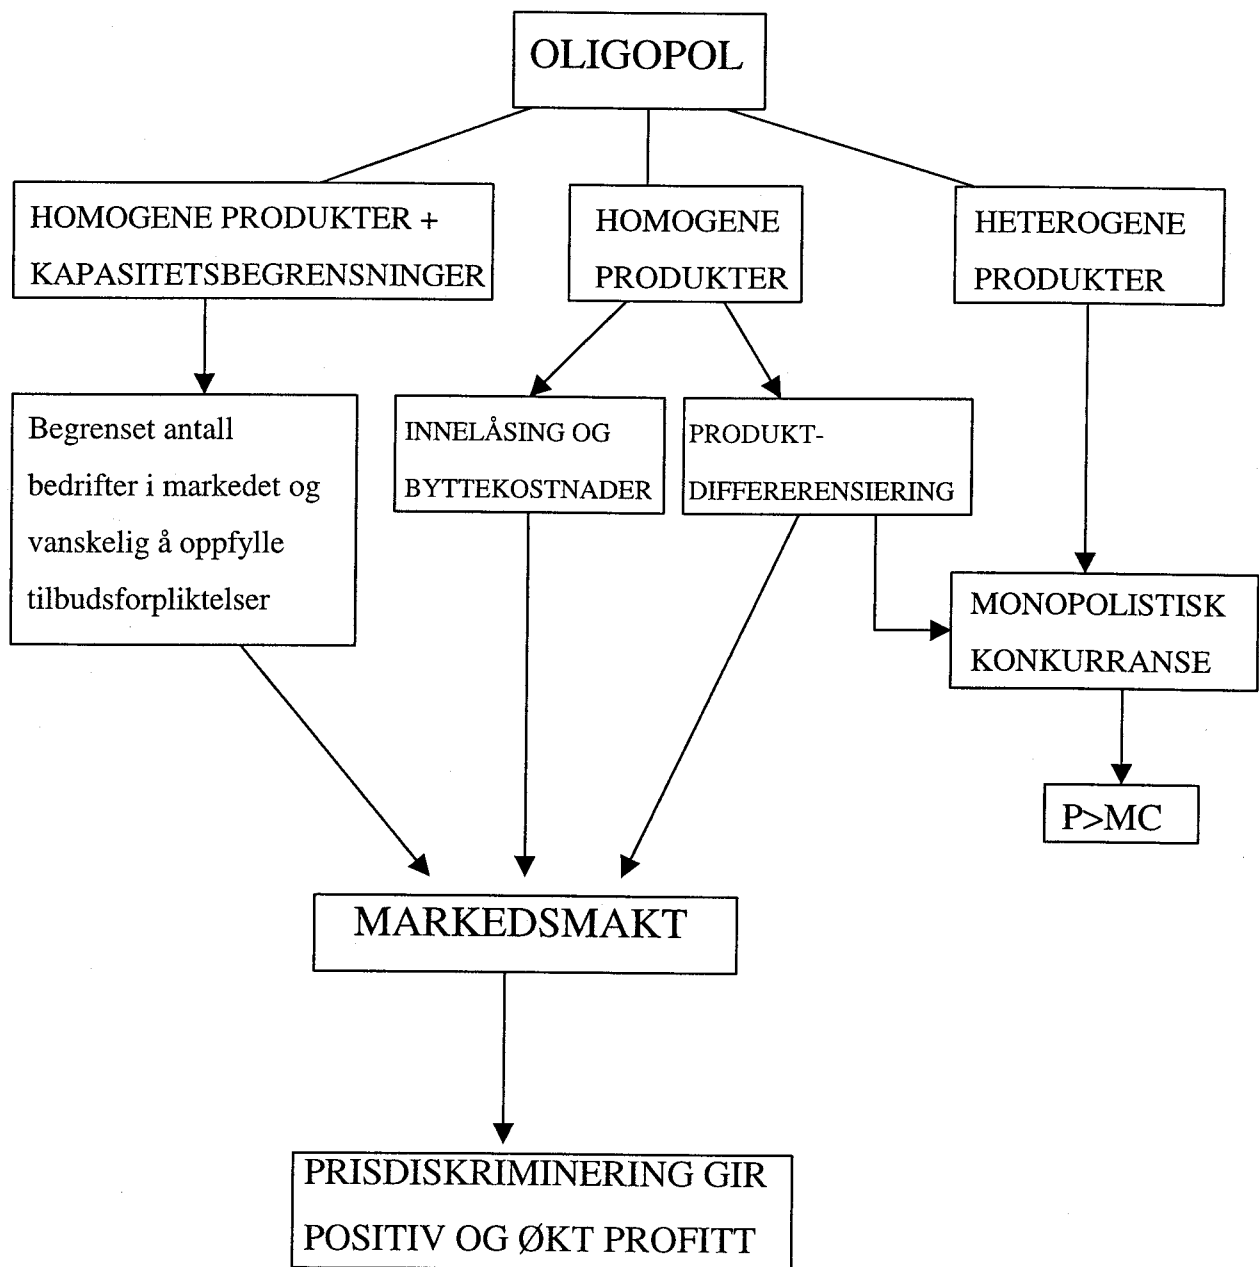 OLIGOPOL
HOMOGENE PRODUKTER +
KAPASITETSBEGRENSNINGER
HOMOGENE
PRODUKTER
HETEROGENE
PRODUKTER
Begrenset antall
bedrifter i markedet og
vanskelig å oppfylle
tilbudsforpliktelser
INNELÅSING OG
BYTTEKOSTNADER
PRODUKT-
DIFFERERENSIERING
MONOPOLISTISK
KONKURRANSE
P>MC
MARKEDSMAKT
PRISDISKRIMINERING GIR
POSITIV OG ØKT PROFITT